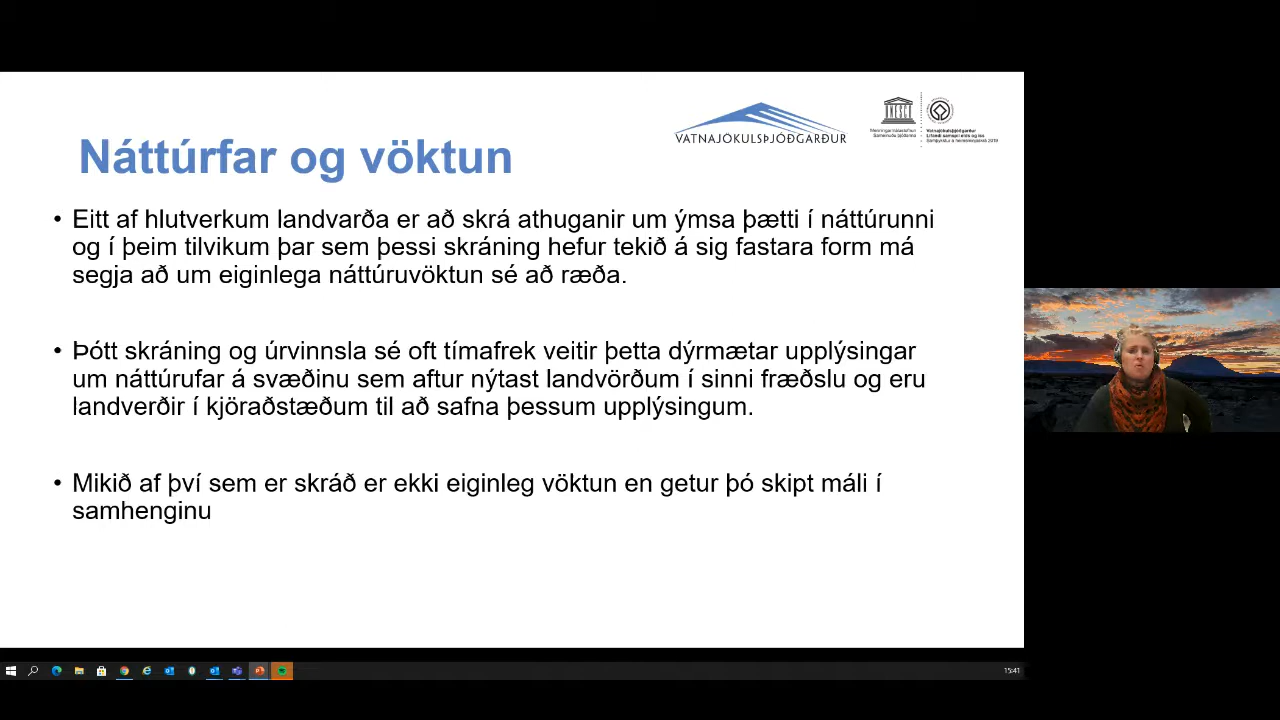 VATNAJÖKULSÞJÓÐGARÐUR
UNESCO
Vatnajökulsþjóðgarður
Náttúrfar og vöktun
• Eitt af hlutverkum landvarða er að skrá athuganir um ýmsa þætti í náttúrunni
og í þeim tilvikum þar sem þessi skráning hefur tekið á sig fastara form má
segja að um eiginlega náttúruvöktun sé að ræða.
• Þótt skráning og úrvinnsla sé oft tímafrek veitir þetta dýrmætar upplýsingar
um náttúrufar á svæðinu sem aftur nýtast landvörðum í sinni fræðslu og eru
landverðir í kjöraðstæðum til að safna þessum upplýsingum.
• Mikið af því sem er skráð er ekki eiginleg vöktun en getur þó skipt máli í
samhenginu
15:41